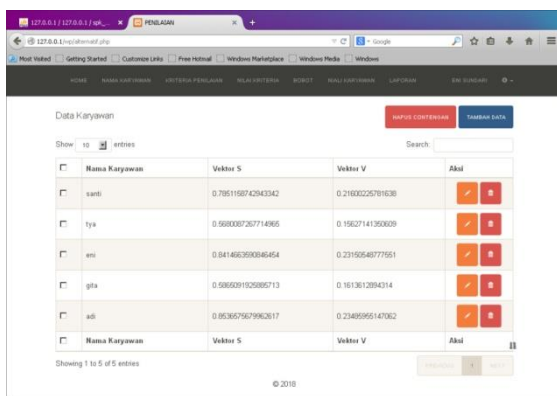 127.0.0.1 / 127.0.0.1 / spk_...
PENILAIAN
127.0.0.1/wp/alternatif.php
Google
Most Visited Getting Started Customize Links Free Hotmail Windows Marketplace Windows Media Windows
HOME NAMA KARYAWAN KRITERIA PENILAIAN NILAI KRITERIA BOBOT NILAI KARYAWAN LAPORAN ENI SUNDARI
Data Karyawan
HAPUS CONTENGAN TAMBAH DATA
Show 10 entries Search:
Nama Karyawan Vektor S Vektor V Aksi
santi 0.7851158742943342 0.21600225781638
tya 0.5680087267714965 0.15627141350609
eni 0.8414663590846454 0.23150548777551
gita 0.5865091925885713 0.1613612894314
adi 0.8536575679962617 0.23485955147062
Nama Karyawan Vektor S Vektor V Aksi
Showing 1 to 5 of 5 entries PREVIOUS 1 NEXT
© 2018